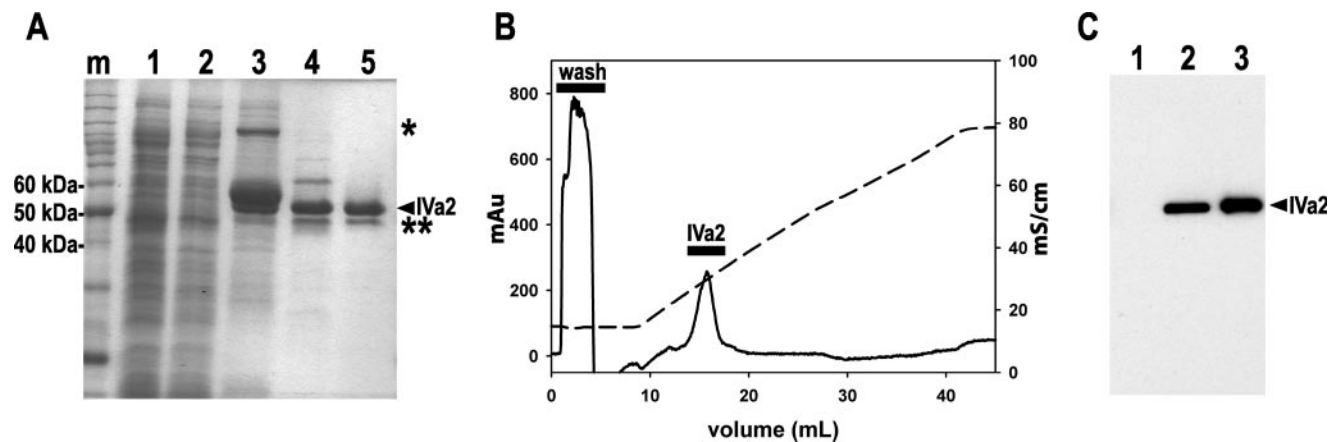 A
m 1 2 3 4 5
*
60 kDa-
50 kDa-
40 kDa-
IVa2
**
B
wash
IVa2
800
600
400
200
0
mAu
100
80
60
40
20
0
mS/cm
0 10 20 30 40
volume (mL)
C
1 2 3
IVa2